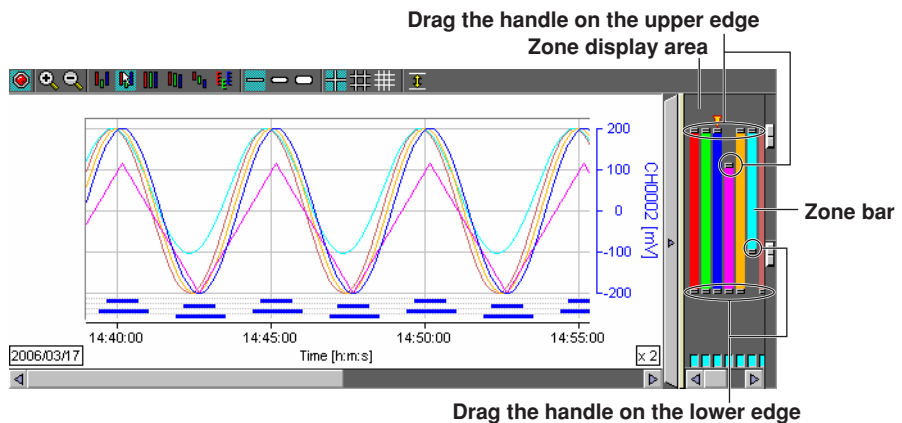 Drag the handle on the upper edge
Zone display area
200
100
0
-100
-200
CH0002 [mV]
Zone bar
14:40:00
14:45:00
14:50:00
14:55:00
2006/03/17
Time [h:m:s]
x 2
Drag the handle on the lower edge